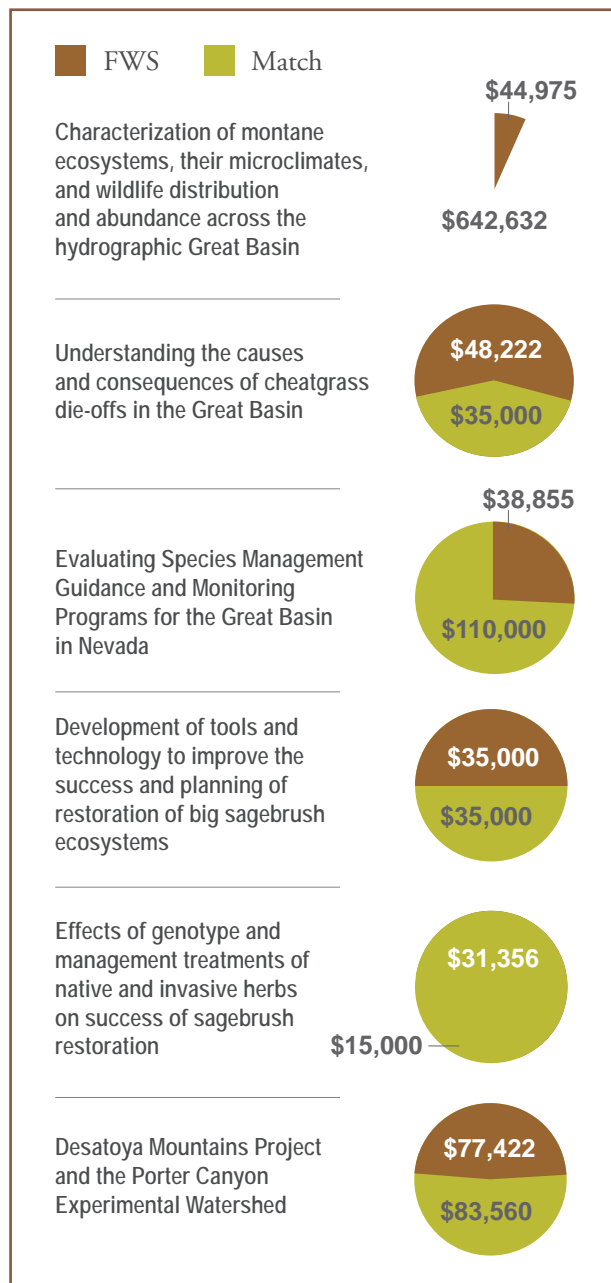 FWS Match
Characterization of montane
ecosystems, their microclimates,
and wildlife distribution
and abundance across the
hydrographic Great Basin
$44,975
$642,632
Understanding the causes
and consequences of cheatgrass
die-offs in the Great Basin
$48,222
$35,000
Evaluating Species Management
Guidance and Monitoring
Programs for the Great Basin
in Nevada
$38,855
$110,000
Development of tools and
technology to improve the
success and planning of
restoration of big sagebrush
ecosystems
$35,000
$35,000
Effects of genotype and
management treatments of
native and invasive herbs
on success of sagebrush
restoration
$31,356
$15,000
Desatoya Mountains Project
and the Porter Canyon
Experimental Watershed
$77,422
$83,560